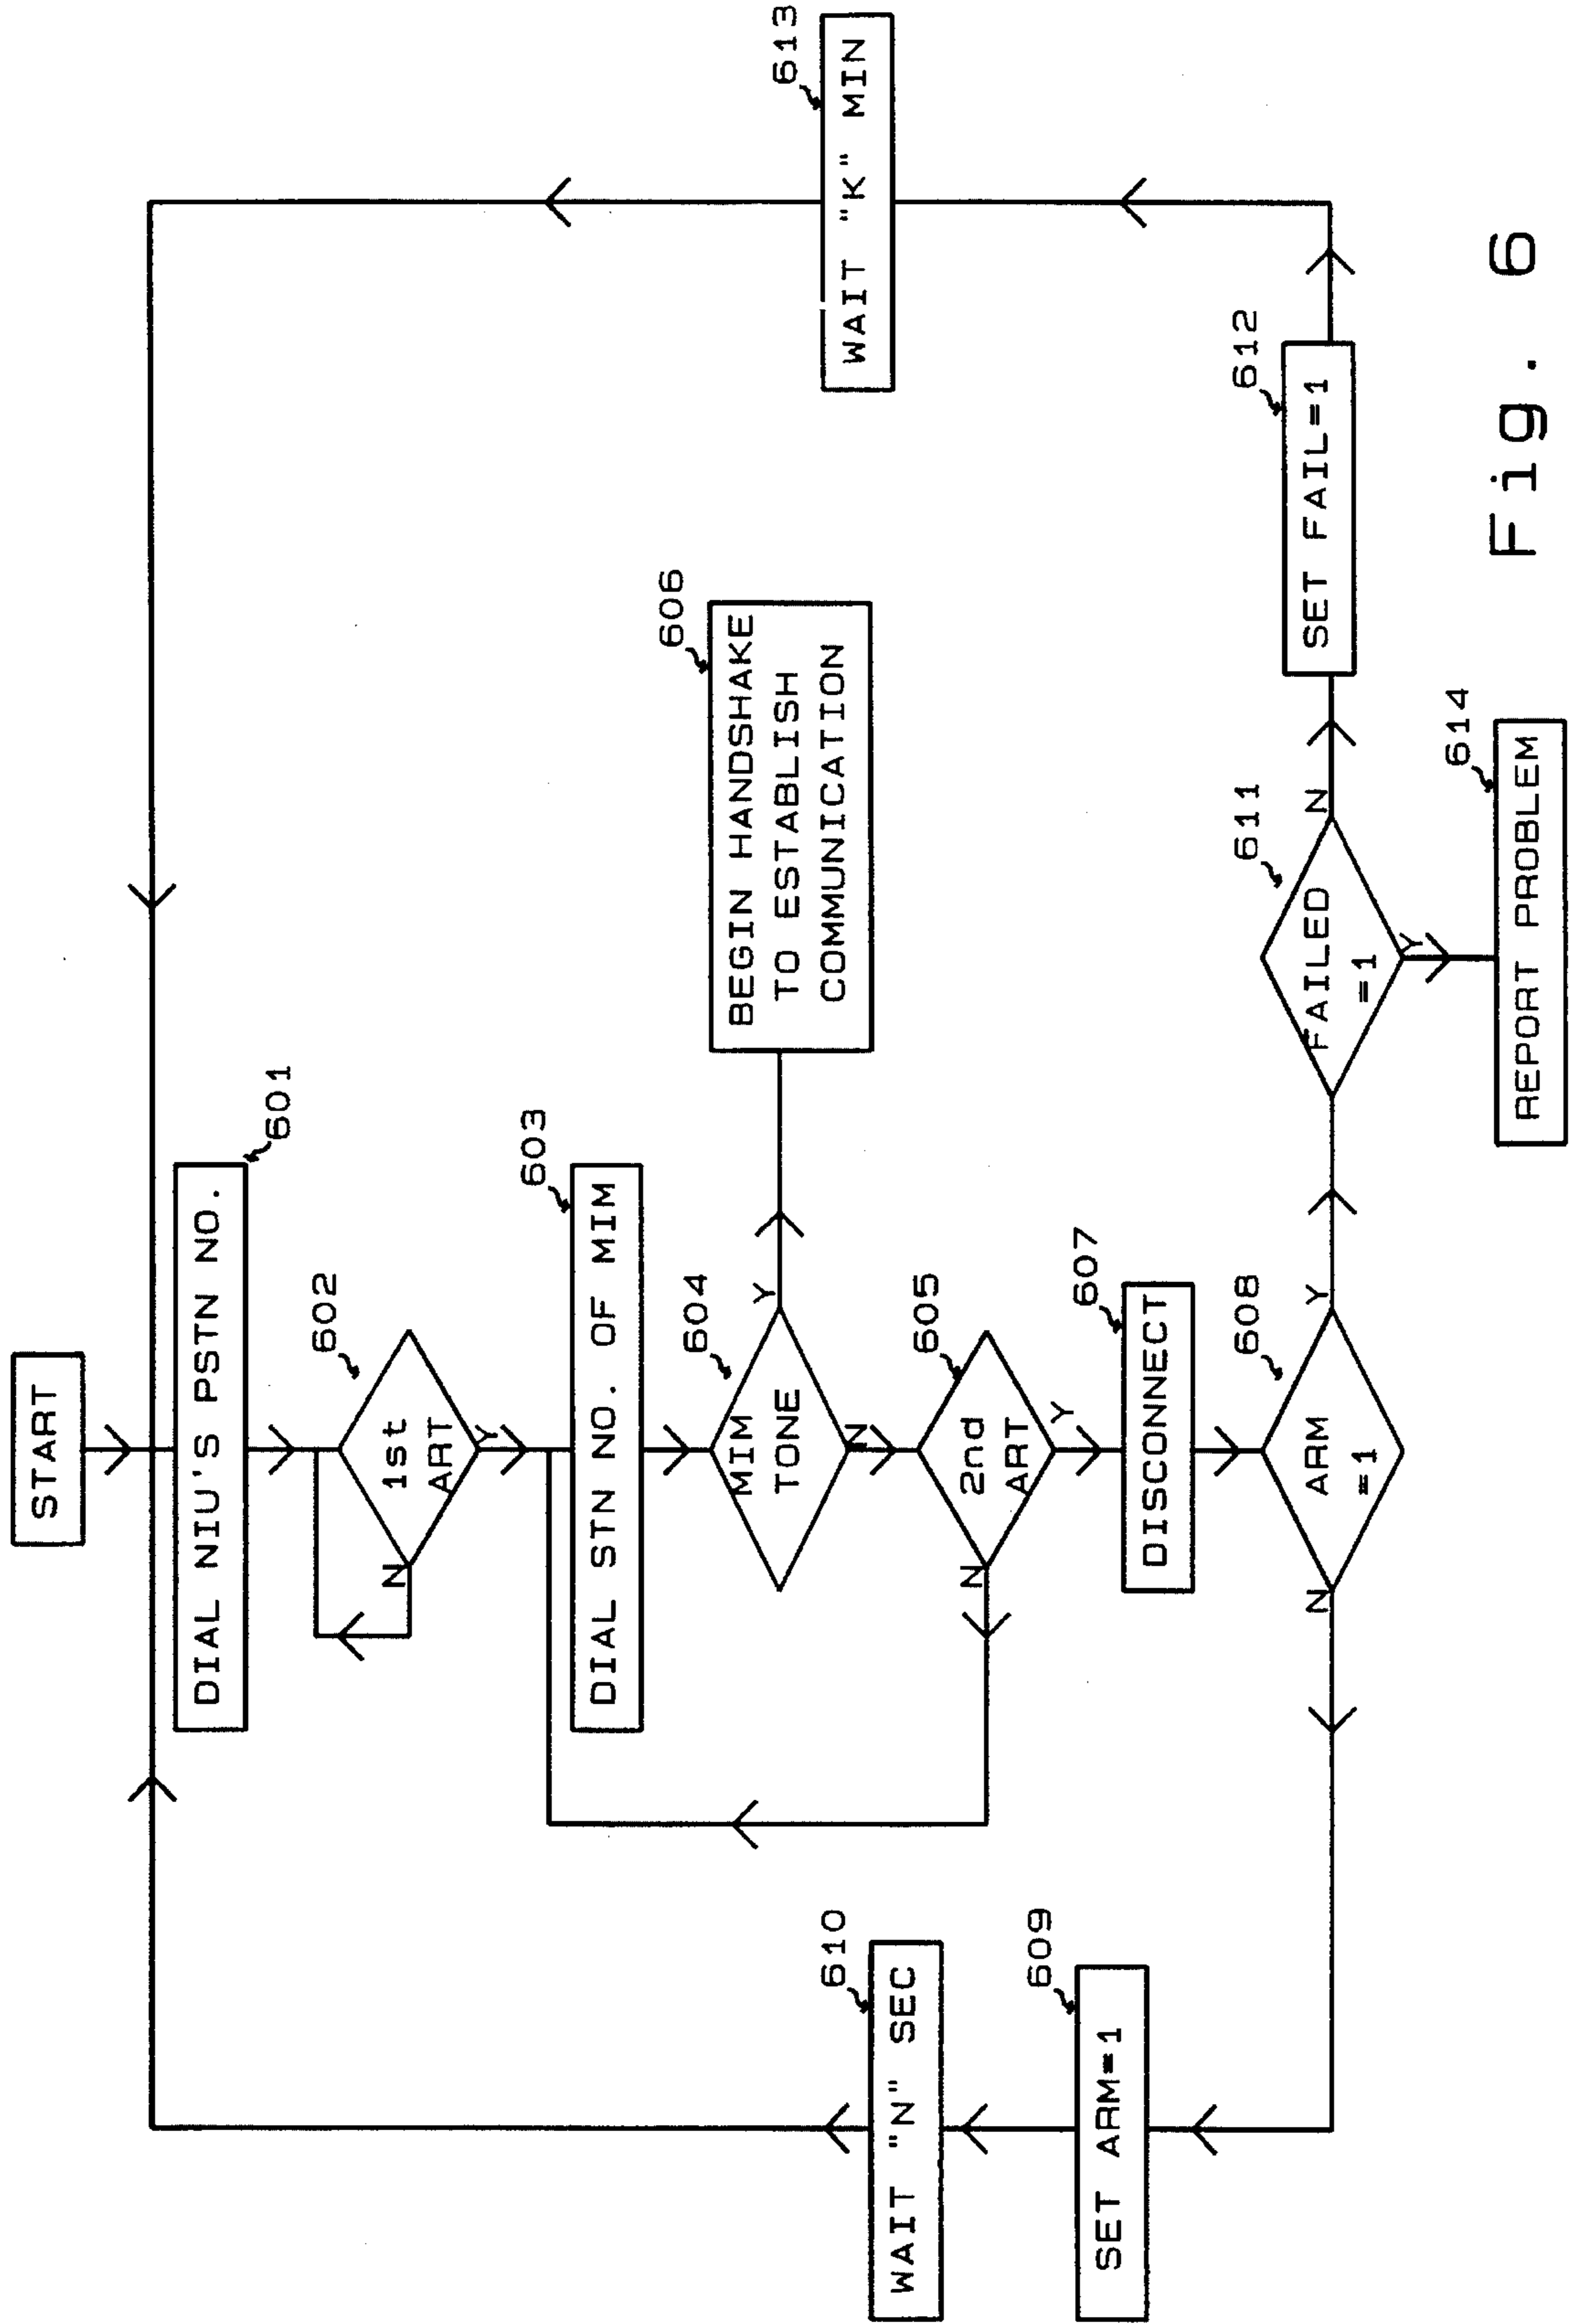 START
DIAL NIU'S PSTN NO.
601
602
1st
ART
N
Y
603
DIAL STN NO. OF MIM
604
MIM
TONE
Y
N
606
BEGIN HANDSHAKE
TO ESTABLISH
COMMUNICATION
605
2nd
ART
N
Y
607
DISCONNECT
608
ARM
=1
N
Y
609
SET ARM=1
610
WAIT "N" SEC
611
FAILED
=1
N
Y
612
SET FAIL=1
613
WAIT "K" MIN
614
REPORT PROBLEM
Fig. 6